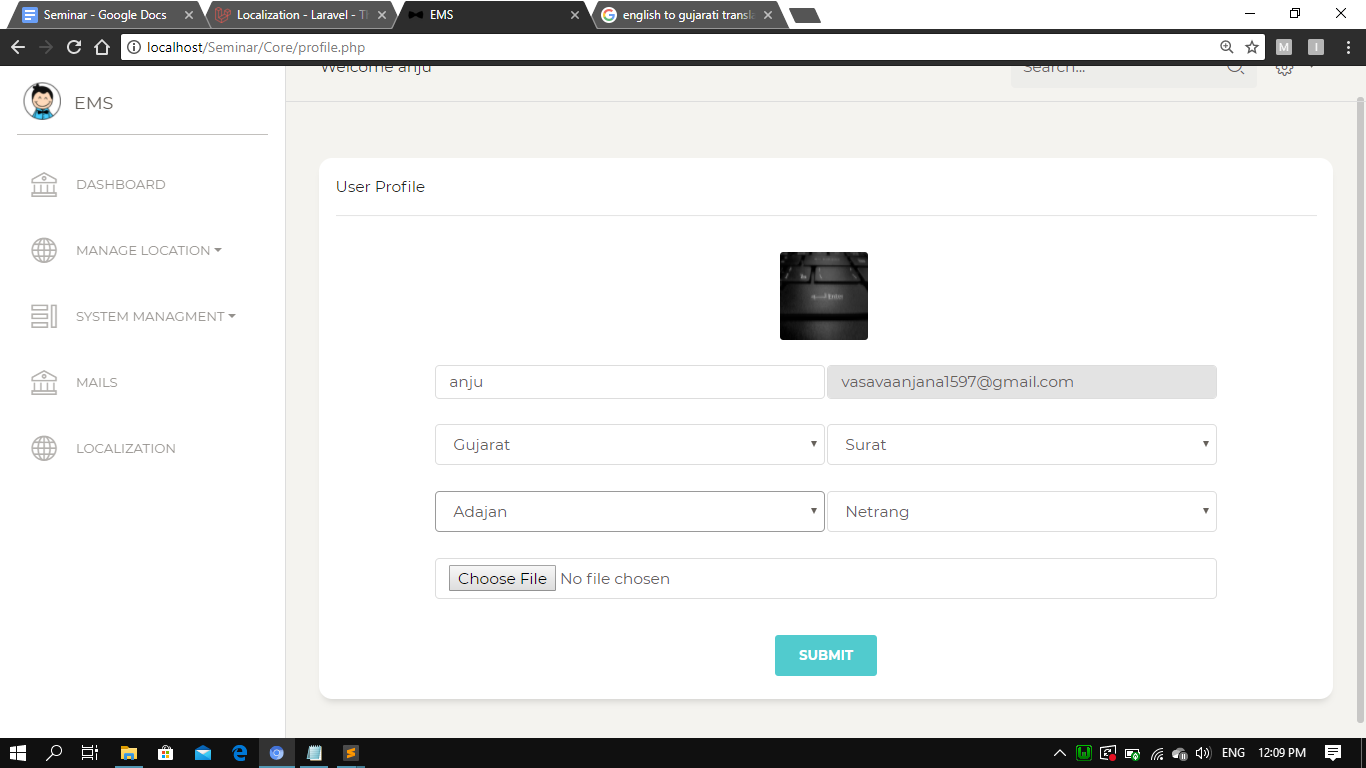 Seminar - Google Docs
Localization - Laravel - Th
EMS
english to gujarati transla
localhost/Seminar/Core/profile.php
M
I
EMS
Welcome anju
Search...
DASHBOARD
MANAGE LOCATION
SYSTEM MANAGMENT
MAILS
LOCALIZATION
User Profile
anju
vasavaanjana1597@gmail.com
Gujarat
Surat
Adajan
Netrang
Choose File No file chosen
SUBMIT
ENG
12:09 PM